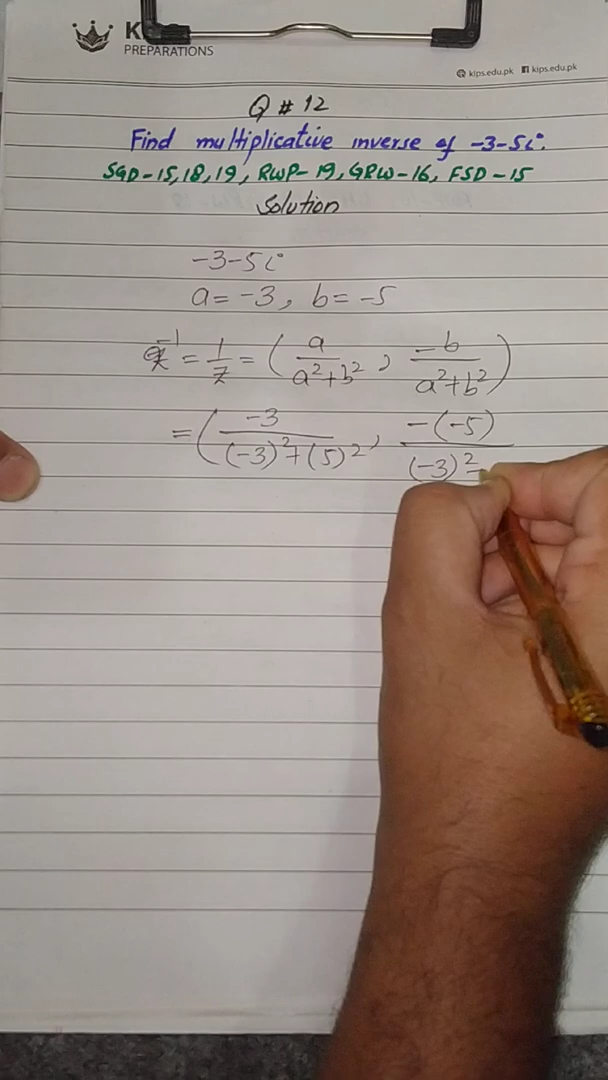 PREPARATIONS
kips.edu.pk kips.edu.pk
Q # 12
Find multiplicative inverse of -3-5i.
SGD-15,18,19, RWP-19, GRW-16, FSD-15
Solution
-3-5i
a= -3, b= -5
z⁻¹ = 1/z = ( a/a²+b² , -b/a²+b² )
= ( -3/(-3)²+(5)² , -(-5)/(-3)²